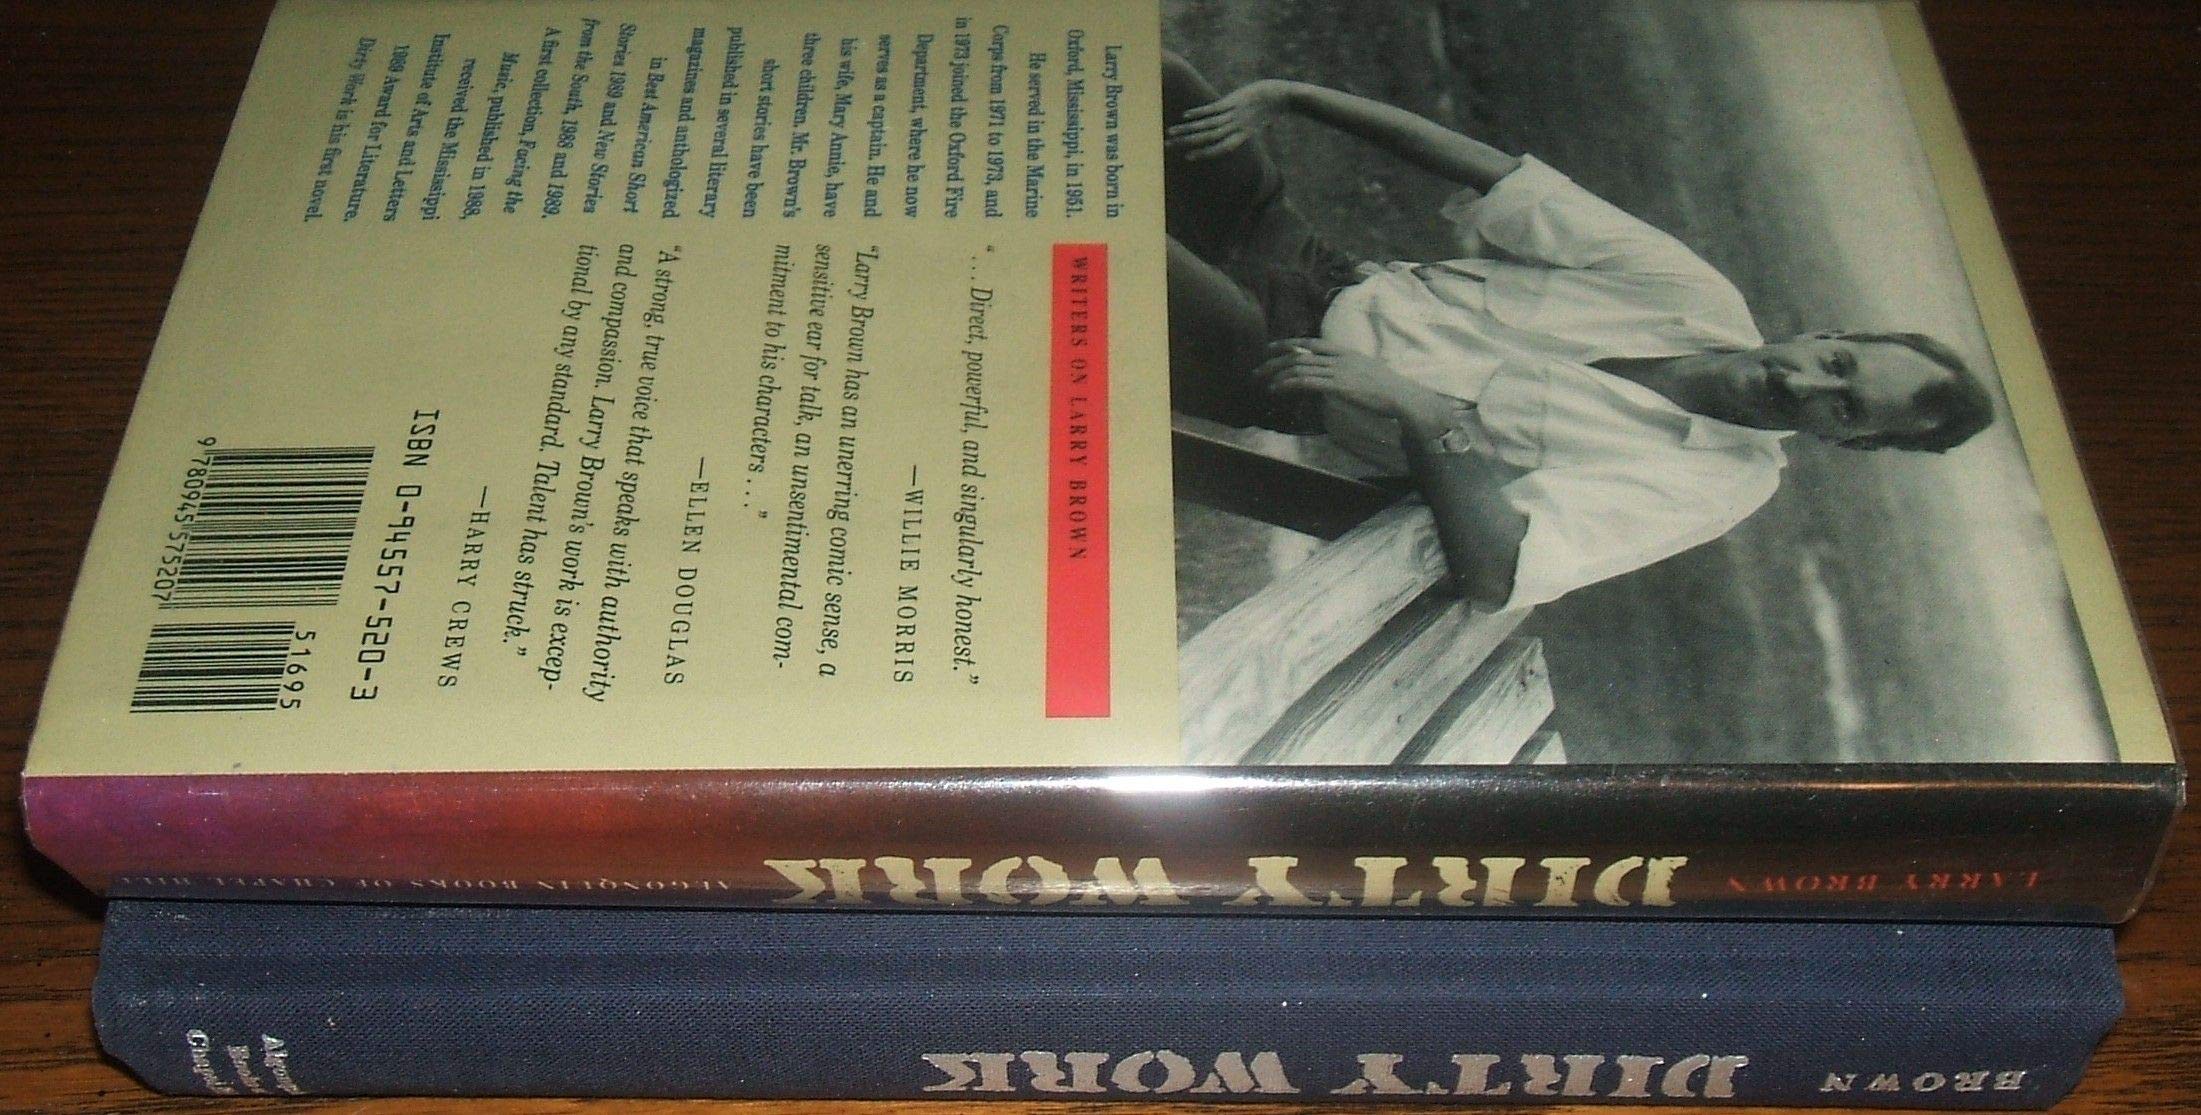 Larry Brown was born in
Oxford, Mississippi, in 1951.
He served in the Marine
Corps from 1971 to 1973, and
in 1973 joined the Oxford Fire
Department, where he now
serves as a captain. He and
his wife, Mary Annie, have
three children. Mr. Brown's
short stories have been
published in several literary
magazines and anthologized
in Best American Short
Stories 1989 and New Stories
from the South, 1988 and 1989.
A first collection, Facing the
Music, published in 1988,
received the Mississippi
Institute of Arts and Letters
1989 Award for Literature.
Dirty Work is his first novel.
WRITERS ON LARRY BROWN
“. . . Direct, powerful, and singularly honest.”
—WILLIE MORRIS
“Larry Brown has an unerring comic sense, a
sensitive ear for talk, an unsentimental com-
mitment to his characters . . . ”
—ELLEN DOUGLAS
“A strong, true voice that speaks with authority
and compassion. Larry Brown's work is excep-
tional by any standard. Talent has struck.”
—HARRY CREWS
ISBN 0-94557-520-3
51695
9780945575207
LARRY BROWN
DIRTY WORK
ALGONQUIN BOOKS OF CHAPEL HILL
BROWN
DIRTY WORK